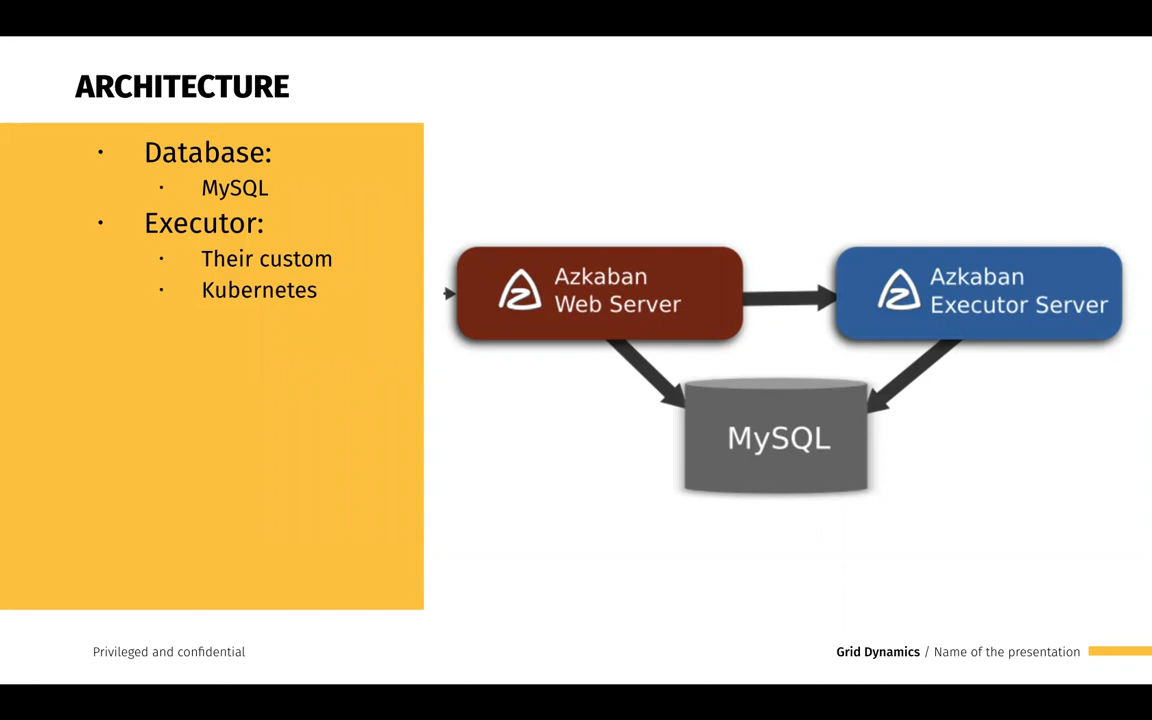 ARCHITECTURE
· Database:
· MySQL
· Executor:
· Their custom
· Kubernetes
Azkaban
Web Server
Azkaban
Executor Server
MySQL
Privileged and confidential
Grid Dynamics / Name of the presentation